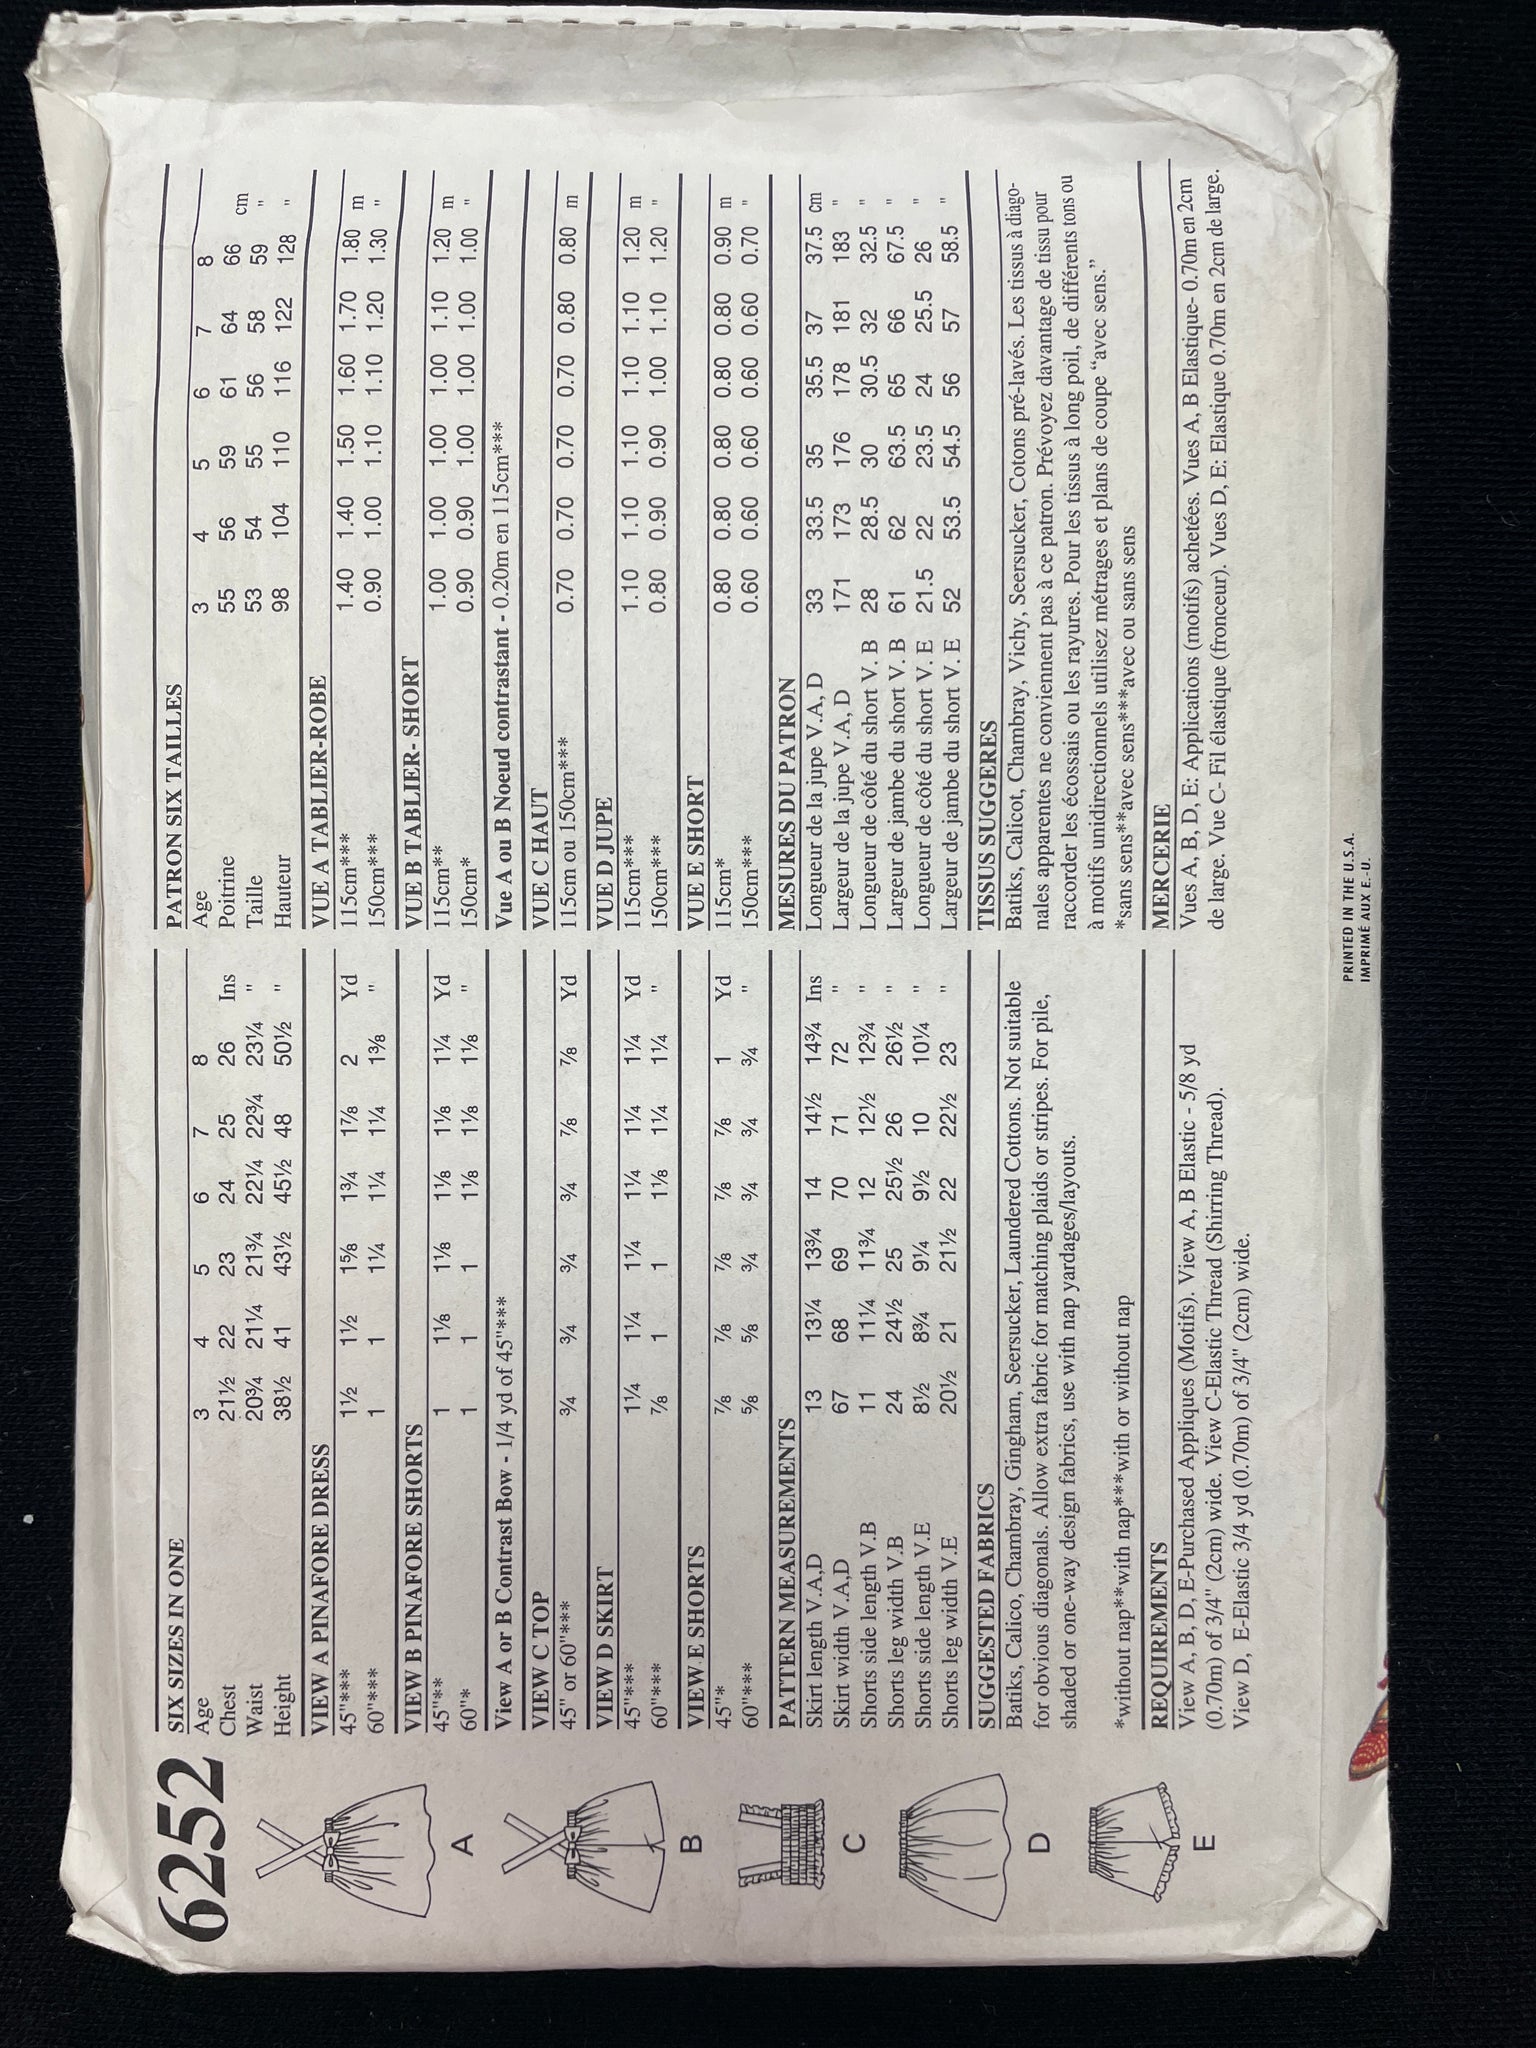 6252
A
B
C
D
E
SIX SIZES IN ONE
Age 3 4 5 6 7 8
Chest 21½ 22 23 24 25 26 Ins
Waist 20¾ 21¼ 21¾ 22¼ 22¾ 23¼ "
Height 38½ 41 43½ 45½ 48 50½ "
VIEW A PINAFORE DRESS
45"*** 1½ 1½ 1⅝ 1¾ 1⅞ 2 Yd
60"*** 1 1 1¼ 1¼ 1¼ 1⅜ "
VIEW B PINAFORE SHORTS
45"** 1 1⅛ 1⅛ 1⅛ 1⅛ 1¼ Yd
60"* 1 1 1 1⅛ 1⅛ 1⅛ "
View A or B Contrast Bow - 1/4 yd of 45"***
VIEW C TOP
45" or 60"*** ¾ ¾ ¾ ¾ ⅞ ⅞ Yd
VIEW D SKIRT
45"*** 1¼ 1¼ 1¼ 1¼ 1¼ 1¼ Yd
60"*** ⅞ 1 1 1⅛ 1¼ 1¼ "
VIEW E SHORTS
45"* ⅞ ⅞ ⅞ ⅞ ⅞ 1 Yd
60"*** ⅝ ⅝ ¾ ¾ ¾ ¾ "
PATTERN MEASUREMENTS
Skirt length V.A,D 13 13¼ 13¾ 14 14½ 14¾ Ins
Skirt width V.A,D 67 68 69 70 71 72 "
Shorts side length V.B 11 11¼ 11¾ 12 12½ 12¾ "
Shorts leg width V.B 24 24½ 25 25½ 26 26½ "
Shorts side length V.E 8½ 8¾ 9¼ 9½ 10 10¼ "
Shorts leg width V.E 20½ 21 21½ 22 22½ 23 "
SUGGESTED FABRICS
Batiks, Calico, Chambray, Gingham, Seersucker, Laundered Cottons. Not suitable
for obvious diagonals. Allow extra fabric for matching plaids or stripes. For pile,
shaded or one-way design fabrics, use with nap yardages/layouts.
*without nap**with nap***with or without nap
REQUIREMENTS
View A, B, D, E-Purchased Appliques (Motifs). View A, B Elastic - 5/8 yd
(0.70m) of 3/4" (2cm) wide. View C-Elastic Thread (Shirring Thread).
View D, E-Elastic 3/4 yd (0.70m) of 3/4" (2cm) wide.
PATRON SIX TAILLES
Age 3 4 5 6 7 8
Poitrine 55 56 59 61 64 66 cm
Taille 53 54 55 56 58 59 "
Hauteur 98 104 110 116 122 128 "
VUE A TABLIER-ROBE
115cm*** 1.40 1.40 1.50 1.60 1.70 1.80 m
150cm*** 0.90 1.00 1.10 1.10 1.20 1.30 "
VUE B TABLIER- SHORT
115cm** 1.00 1.00 1.00 1.00 1.10 1.20 m
150cm* 0.90 0.90 1.00 1.00 1.00 1.00 "
Vue A ou B Noeud contrastant - 0.20m en 115cm***
VUE C HAUT
115cm ou 150cm*** 0.70 0.70 0.70 0.70 0.80 0.80 m
VUE D JUPE
115cm*** 1.10 1.10 1.10 1.10 1.10 1.20 m
150cm*** 0.80 0.90 0.90 1.00 1.10 1.20 "
VUE E SHORT
115cm* 0.80 0.80 0.80 0.80 0.80 0.90 m
150cm*** 0.60 0.60 0.60 0.60 0.60 0.70 "
MESURES DU PATRON
Longueur de la jupe V.A, D 33 33.5 35 35.5 37 37.5 cm
Largeur de la jupe V.A, D 171 173 176 178 181 183 "
Longueur de côté du short V. B 28 28.5 30 30.5 32 32.5 "
Largeur de jambe du short V. B 61 62 63.5 65 66 67.5 "
Longueur de côté du short V. E 21.5 22 23.5 24 25.5 26 "
Largeur de jambe du short V. E 52 53.5 54.5 56 57 58.5 "
TISSUS SUGGERES
Batiks, Calicot, Chambray, Vichy, Seersucker, Cotons pré-lavés. Les tissus à diago-
nales apparentes ne conviennent pas à ce patron. Prévoyez davantage de tissu pour
raccorder les écossais ou les rayures. Pour les tissus à long poil, de différents tons ou
à motifs unidirectionnels utilisez métrages et plans de coupe “avec sens.”
*sans sens**avec sens***avec ou sans sens
MERCERIE
Vues A, B, D, E: Applications (motifs) achetées. Vues A, B Elastique- 0.70m en 2cm
de large. Vue C- Fil élastique (fronceur). Vues D, E: Elastique 0.70m en 2cm de large.
PRINTED IN THE U.S.A.
IMPRIMÉ AUX E.-U.